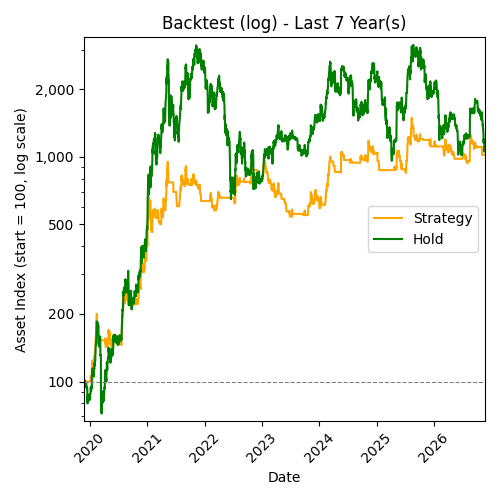 Backtest (log) - Last 7 Year(s)
Asset Index (start = 100, log scale)
2,000
1,000
500
200
100
Strategy
Hold
2020
2021
2022
2023
2024
2025
2026
Date